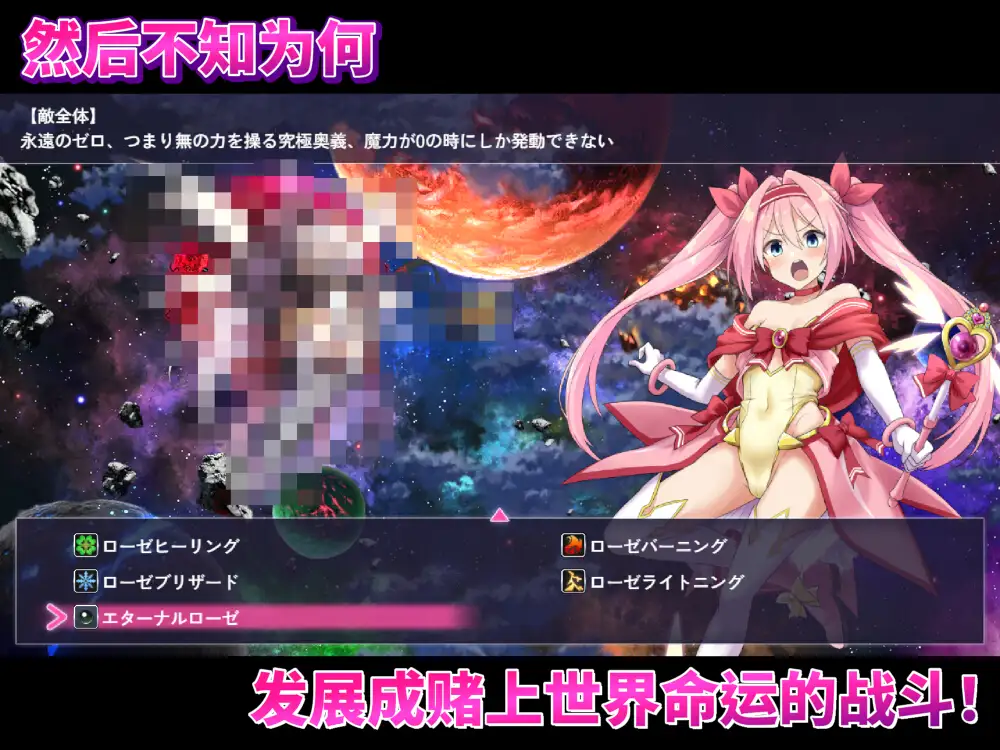 然后不知为何
【敵全体】
永遠のゼロ、つまり無の力を操る究極奥義、魔力が0の時にしか発動できない
ローゼヒーリング
ローゼバーニング
ローゼブリザード
ローゼライトニング
エターナルローゼ
发展成赌上世界命运的战斗!